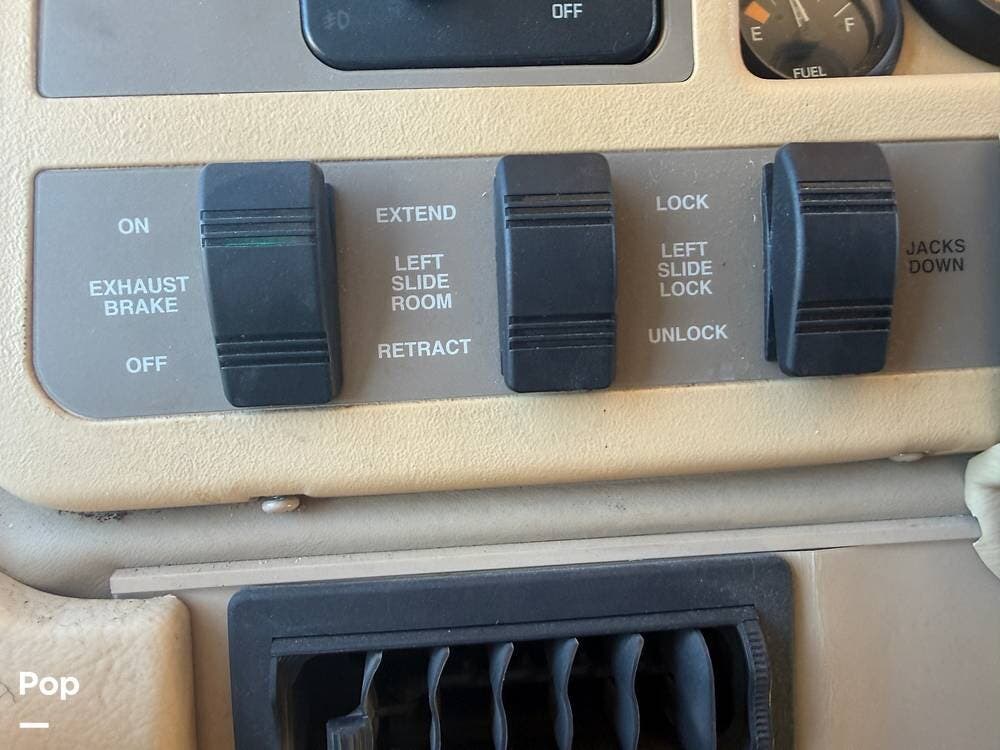 OFF
E
F
FUEL
ON
EXHAUST
BRAKE
OFF
EXTEND
LEFT
SLIDE
ROOM
RETRACT
LOCK
LEFT
SLIDE
LOCK
UNLOCK
JACKS
DOWN
Pop